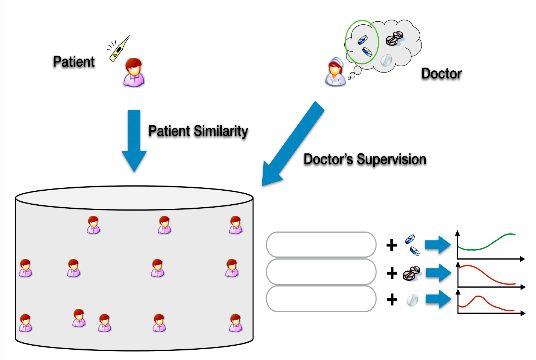 Patient
Doctor
Patient Similarity
Doctor's Supervision
+
+
+